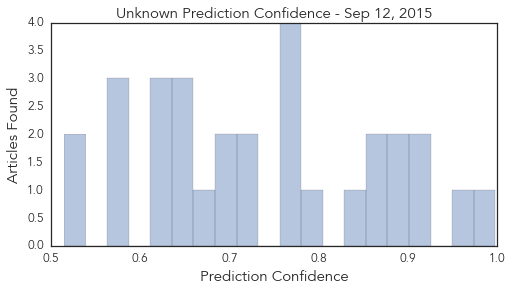 Unknown Prediction Confidence - Sep 12, 2015
4.0
3.5
3.0
2.5
2.0
1.5
1.0
0.5
0.0
Articles Found
0.5 0.6 0.7 0.8 0.9 1.0
Prediction Confidence